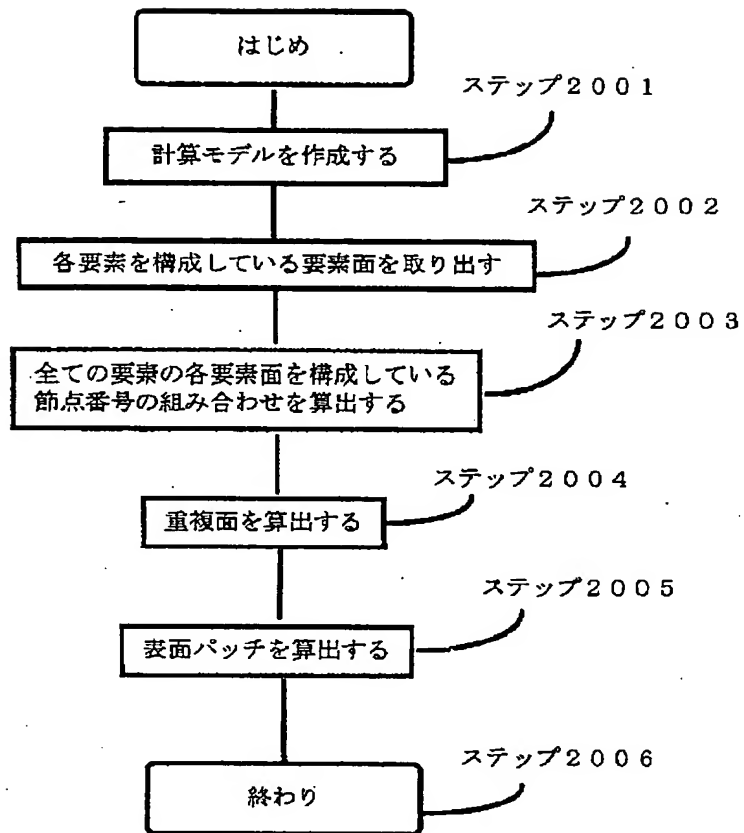 はじめ
ステップ2001
計算モデルを作成する
ステップ2002
各要素を構成している要素面を取り出す
ステップ2003
全ての要素の各要素面を構成している
節点番号の組み合わせを算出する
ステップ2004
重複面を算出する
ステップ2005
表面パッチを算出する
ステップ2006
終わり